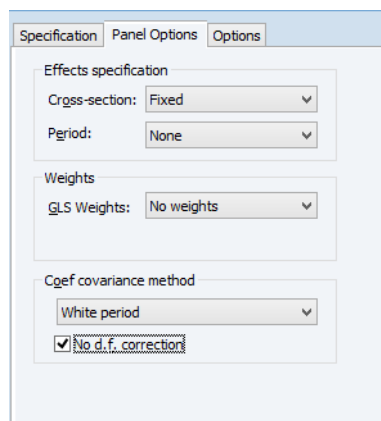 Specification Panel Options Options
Effects specification
Cross-section: Fixed
Period: None
Weights
GLS Weights: No weights
Coef covariance method
White period
No d.f. correction